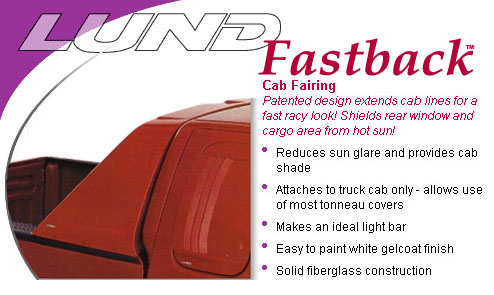 LUND
Fastback™
Cab Fairing
Patented design extends cab lines for a
fast racy look! Shields rear window and
cargo area from hot sun!
• Reduces sun glare and provides cab
shade
• Attaches to truck cab only - allows use
of most tonneau covers
• Makes an ideal light bar
• Easy to paint white gelcoat finish
• Solid fiberglass construction